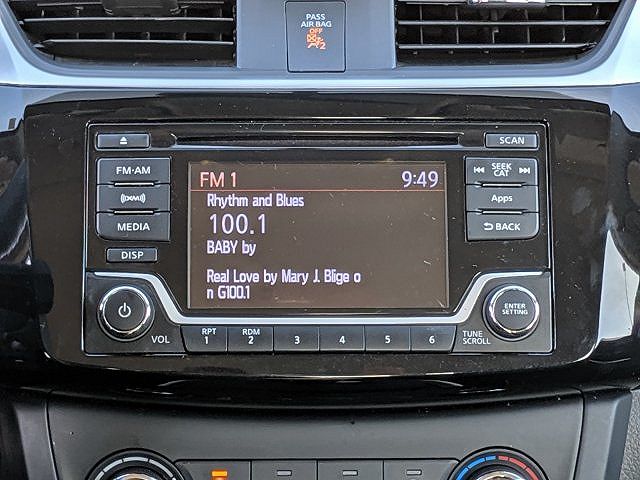 PASS
AIR BAG
OFF
2
SCAN
FM·AM
SEEK
CAT
(XM)
Apps
MEDIA
BACK
DISP
FM 1 9:49
Rhythm and Blues
100.1
BABY by
Real Love by Mary J. Blige o
n G100.1
VOL
RPT
1
RDM
2
3
4
5
6
TUNE
SCROLL
ENTER
SETTING